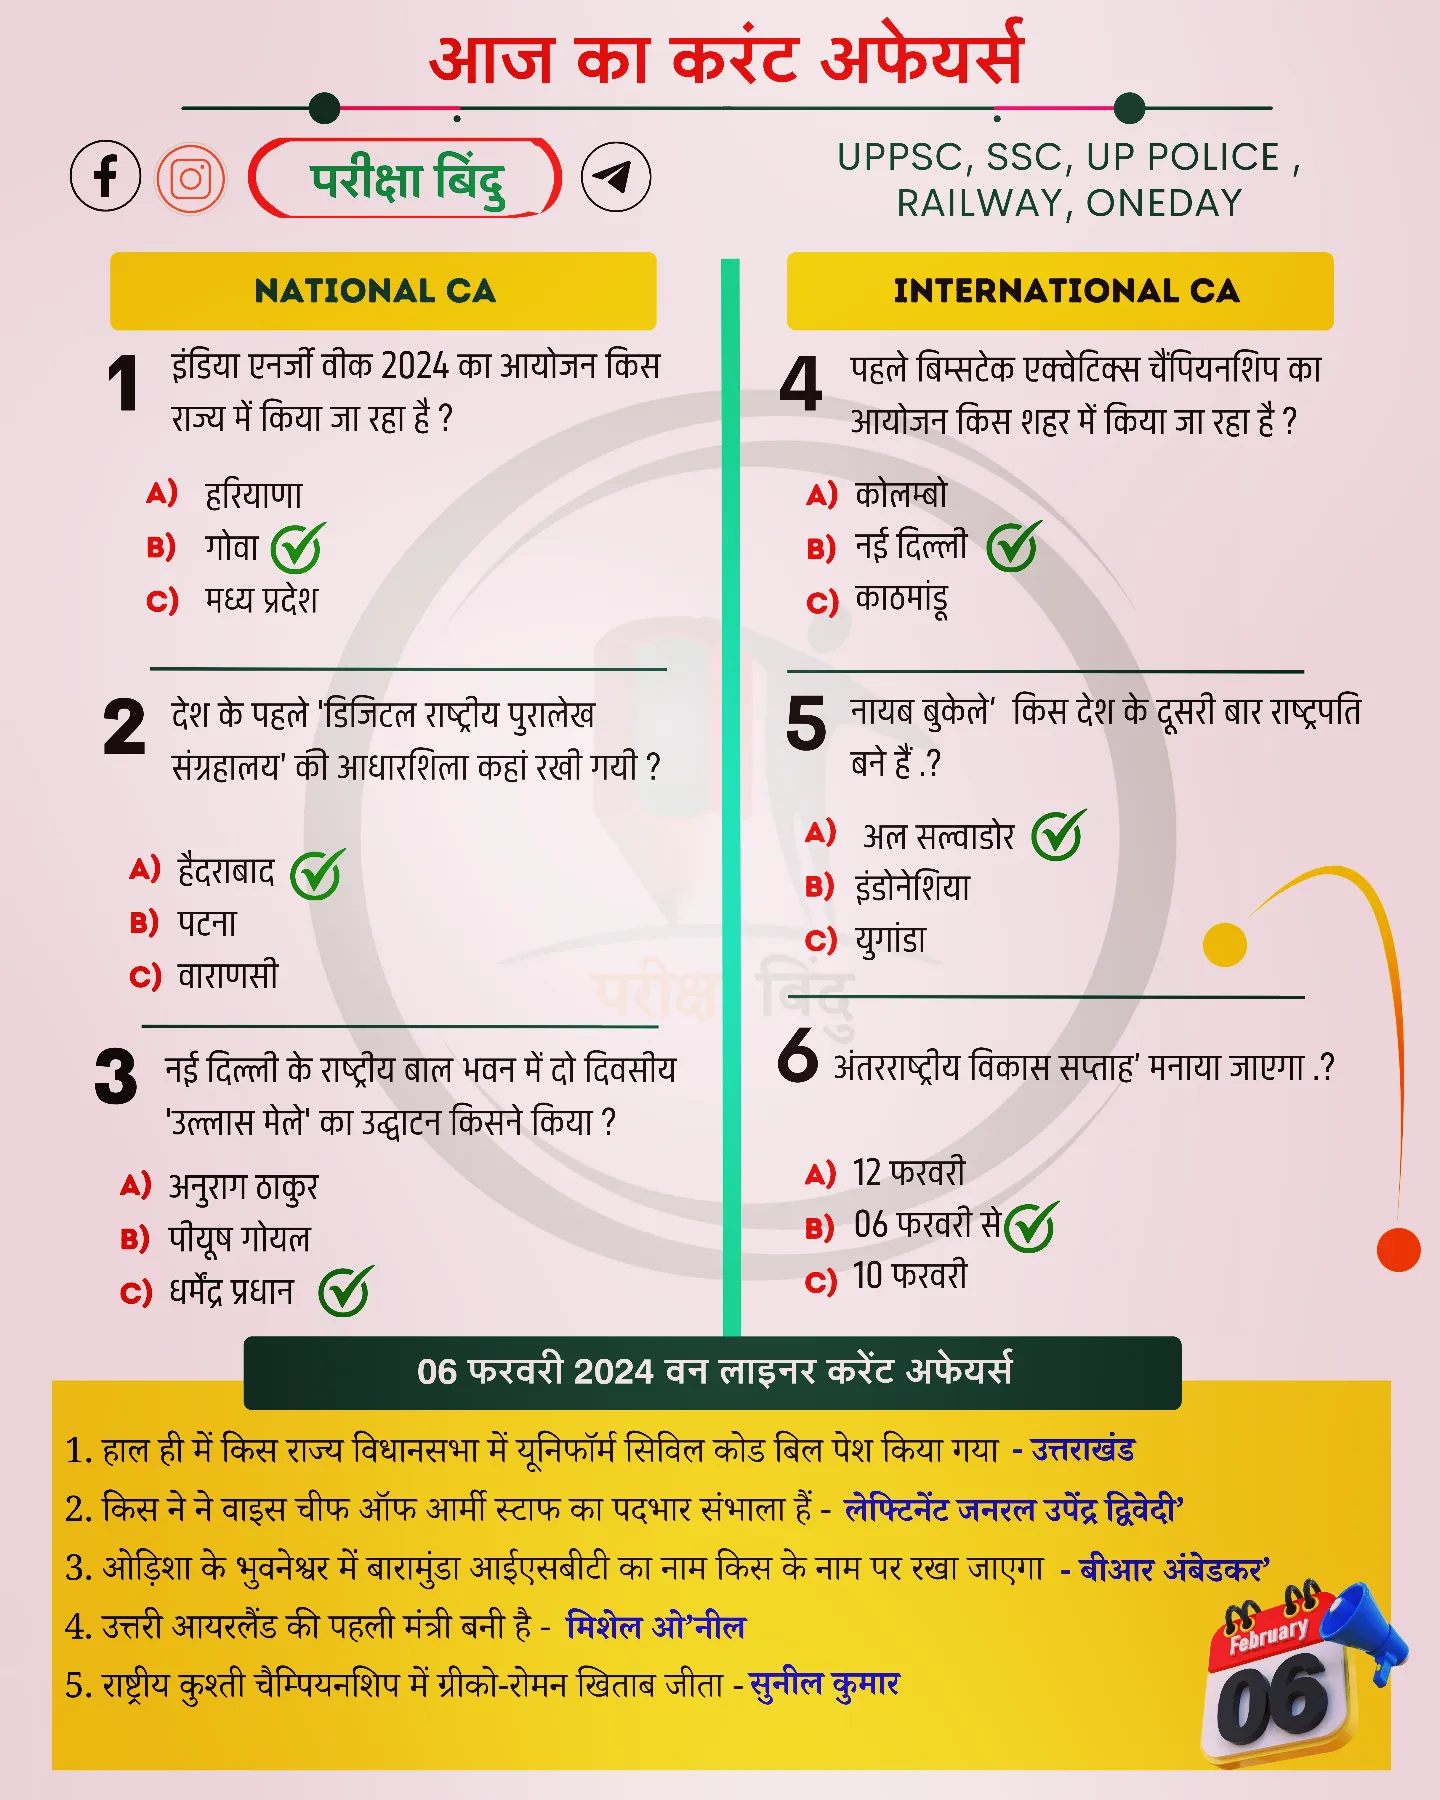 आज का करंट अफेयर्स
परीक्षा बिंदु
UPPSC, SSC, UP POLICE ,
RAILWAY, ONEDAY
NATIONAL CA
1 इंडिया एनर्जी वीक 2024 का आयोजन किस
राज्य में किया जा रहा है ?
A) हरियाणा
B) गोवा
C) मध्य प्रदेश
2 देश के पहले 'डिजिटल राष्ट्रीय पुरालेख
संग्रहालय' की आधारशिला कहां रखी गयी ?
A) हैदराबाद
B) पटना
C) वाराणसी
3 नई दिल्ली के राष्ट्रीय बाल भवन में दो दिवसीय
'उल्लास मेले' का उद्घाटन किसने किया ?
A) अनुराग ठाकुर
B) पीयूष गोयल
C) धर्मेंद्र प्रधान
INTERNATIONAL CA
4 पहले बिम्सटेक एक्वेटिक्स चैंपियनशिप का
आयोजन किस शहर में किया जा रहा है ?
A) कोलम्बो
B) नई दिल्ली
C) काठमांडू
5 नायब बुकेले’ किस देश के दूसरी बार राष्ट्रपति
बने हैं .?
A) अल सल्वाडोर
B) इंडोनेशिया
C) युगांडा
6 अंतरराष्ट्रीय विकास सप्ताह’ मनाया जाएगा .?
A) 12 फरवरी
B) 06 फरवरी से
C) 10 फरवरी
परीक्षा बिंदु
06 फरवरी 2024 वन लाइनर करेंट अफेयर्स
1. हाल ही में किस राज्य विधानसभा में यूनिफॉर्म सिविल कोड बिल पेश किया गया - उत्तराखंड
2. किस ने ने वाइस चीफ ऑफ आर्मी स्टाफ का पदभार संभाला हैं - लेफ्टिनेंट जनरल उपेंद्र द्विवेदी’
3. ओड़िशा के भुवनेश्वर में बारामुंडा आईएसबीटी का नाम किस के नाम पर रखा जाएगा - बीआर अंबेडकर’
4. उत्तरी आयरलैंड की पहली मंत्री बनी है - मिशेल ओ’नील
5. राष्ट्रीय कुश्ती चैम्पियनशिप में ग्रीको-रोमन खिताब जीता - सुनील कुमार
February
06